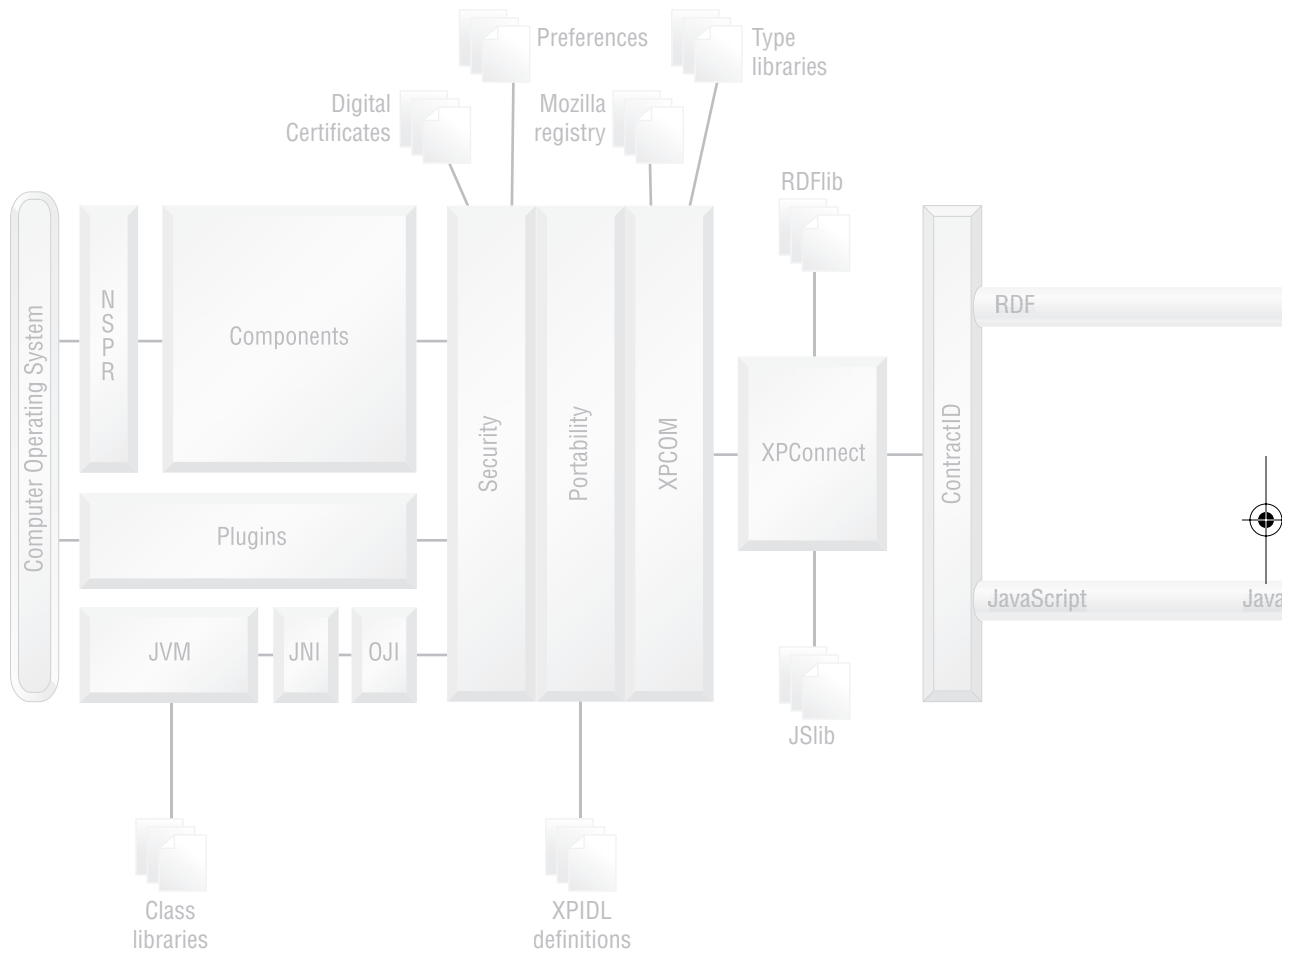 Preferences
Type
libraries
Digital
Certificates
Mozilla
registry
RDFlib
Computer Operating System
N
S
P
R
Components
Security
Portability
XPCOM
XPConnect
ContractID
RDF
Plugins
JavaScript
Java
JVM
JNI
OJI
JSlib
Class
libraries
XPIDL
definitions